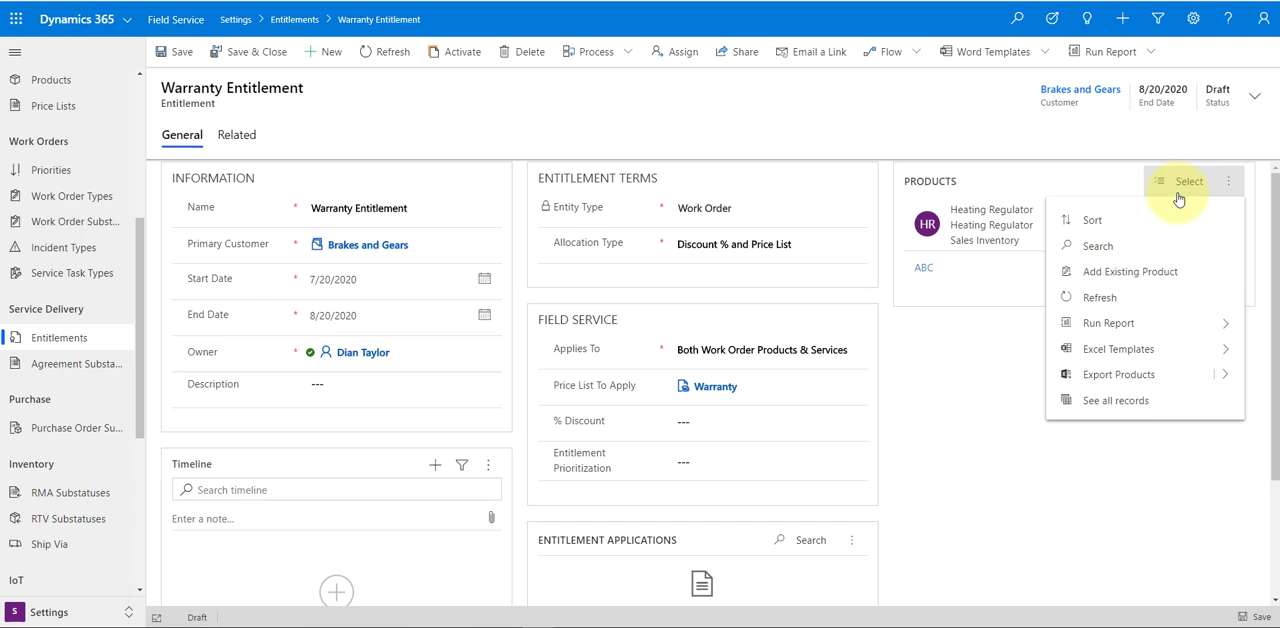 Dynamics 365
Field Service
Settings > Entitlements > Warranty Entitlement
Save
Save & Close
New
Refresh
Activate
Delete
Process
Assign
Share
Email a Link
Flow
Word Templates
Run Report
Products
Price Lists
Work Orders
Priorities
Work Order Types
Work Order Subst...
Incident Types
Service Task Types
Service Delivery
Entitlements
Agreement Substa...
Purchase
Purchase Order Su...
Inventory
RMA Substatuses
RTV Substatuses
Ship Via
IoT
S Settings
Warranty Entitlement
Entitlement
Brakes and Gears
Customer
8/20/2020
End Date
Draft
Status
General
Related
INFORMATION
Name * Warranty Entitlement
Primary Customer * Brakes and Gears
Start Date * 7/20/2020
End Date * 8/20/2020
Owner * Dian Taylor
Description ---
Timeline
Search timeline
Enter a note...
ENTITLEMENT TERMS
Entity Type * Work Order
Allocation Type * Discount % and Price List
FIELD SERVICE
Applies To * Both Work Order Products & Services
Price List To Apply Warranty
% Discount ---
Entitlement
Prioritization ---
ENTITLEMENT APPLICATIONS
Search
PRODUCTS
Select
HR
Heating Regulator
Heating Regulator
Sales Inventory
ABC
Sort
Search
Add Existing Product
Refresh
Run Report
Excel Templates
Export Products
See all records
Draft
Save